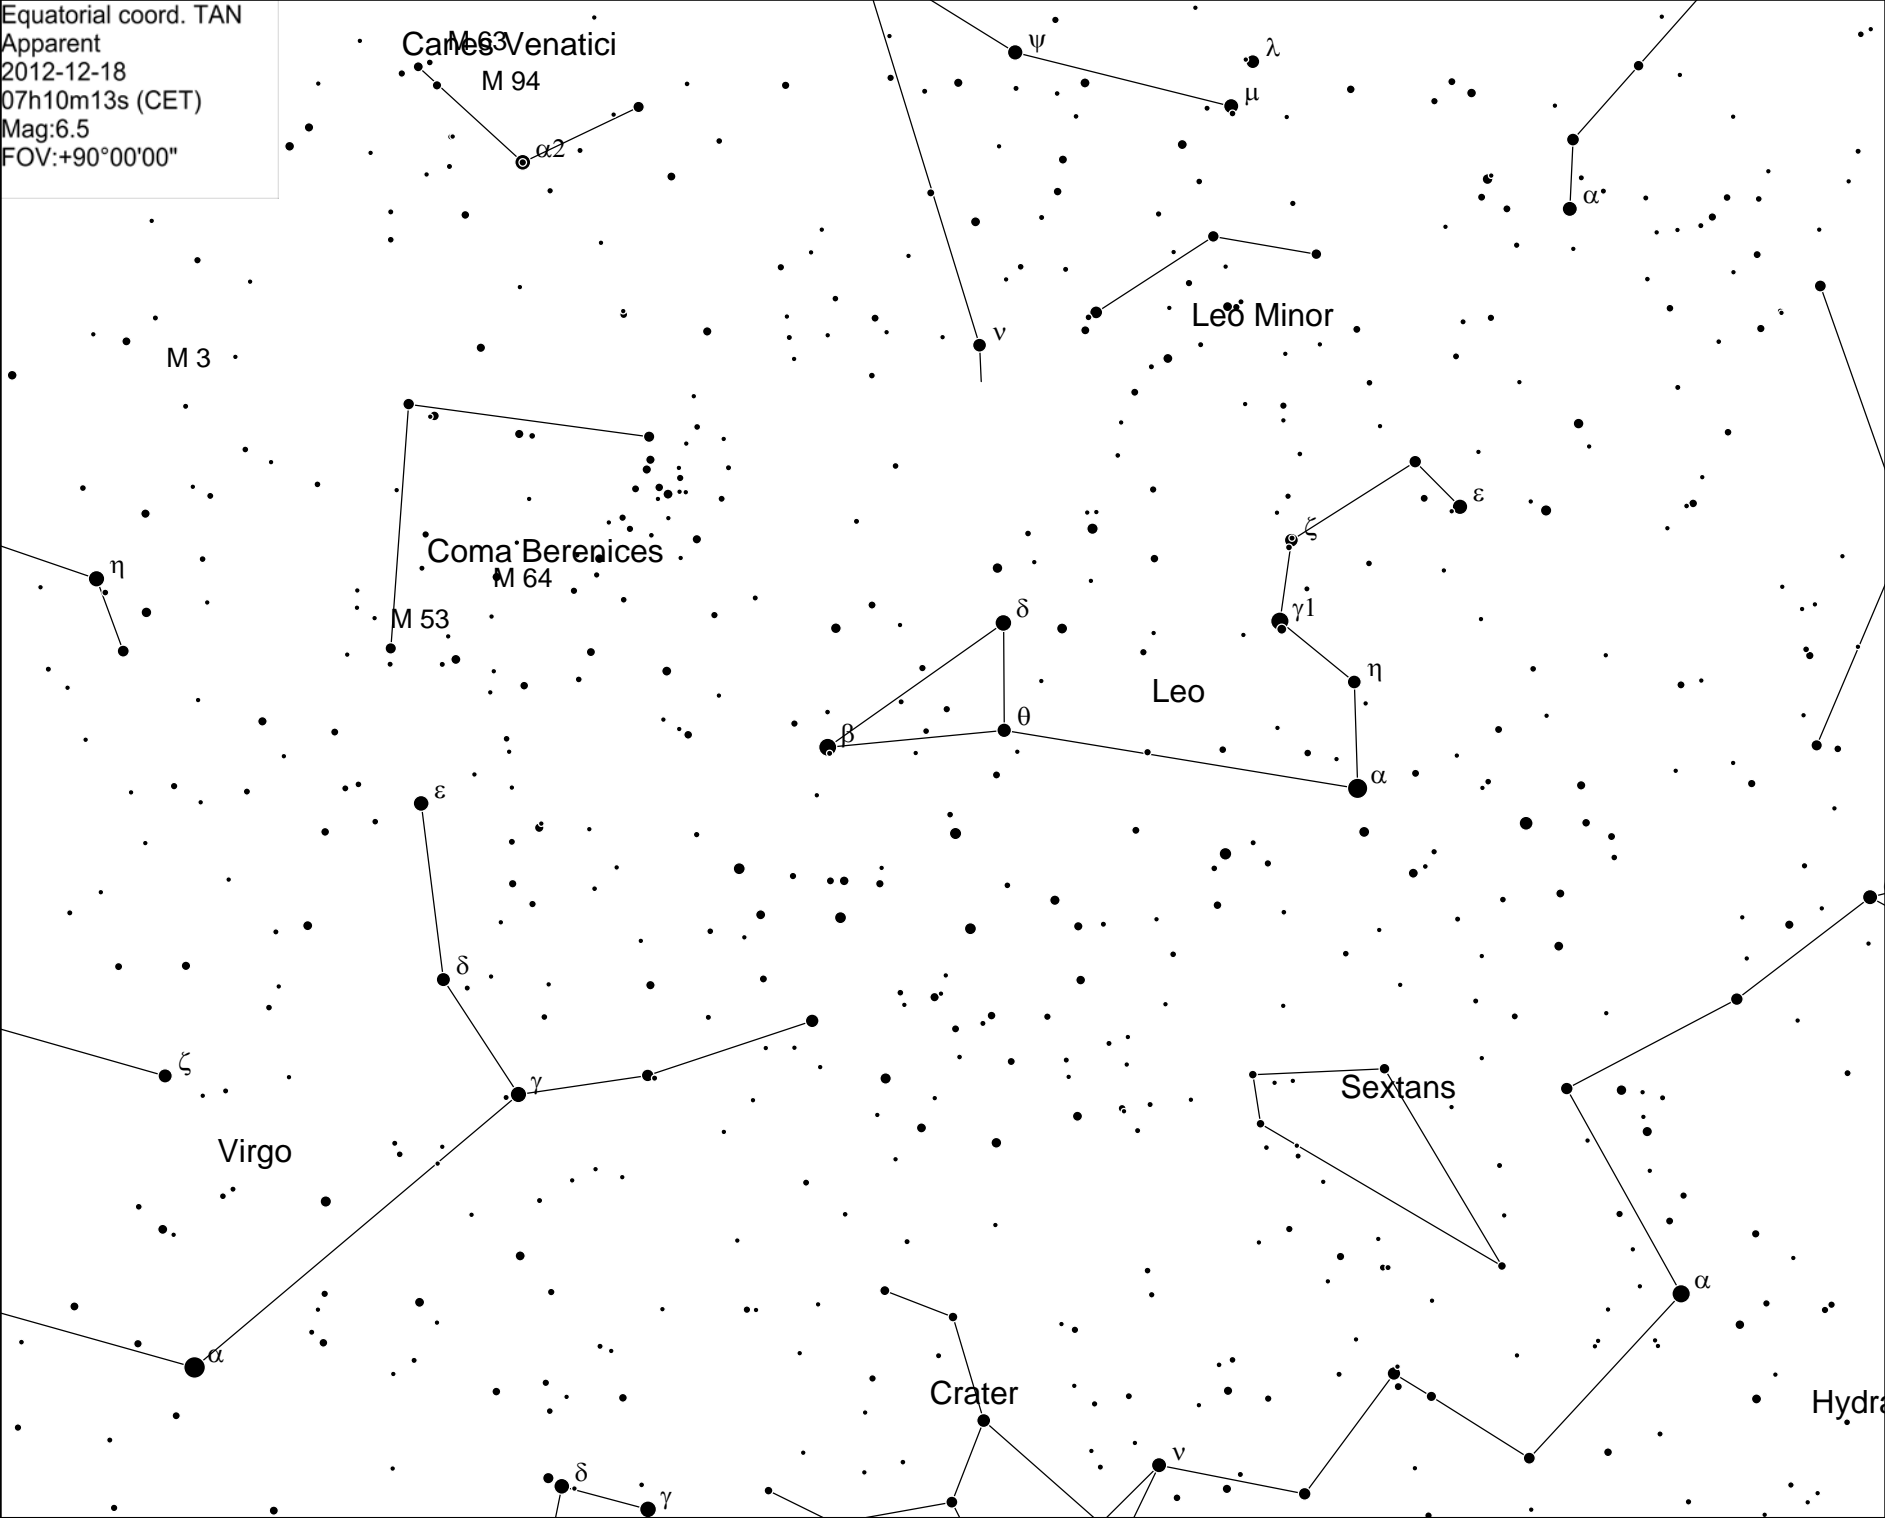 Equatorial coord. TAN
Apparent
2012-12-18
07h10m13s (CET)
Mag:6.5
FOV:+90°00'00"
Canes Venatici
M 63
M 94
α2
ψ
λ
μ
α
ν
Leo Minor
M 3
Coma Berenices
M 64
M 53
η
ε
ζ
γ1
δ
η
Leo
θ
β
α
ε
δ
ζ
γ
Sextans
Virgo
α
α
Crater
Hydra
ν
δ
γ